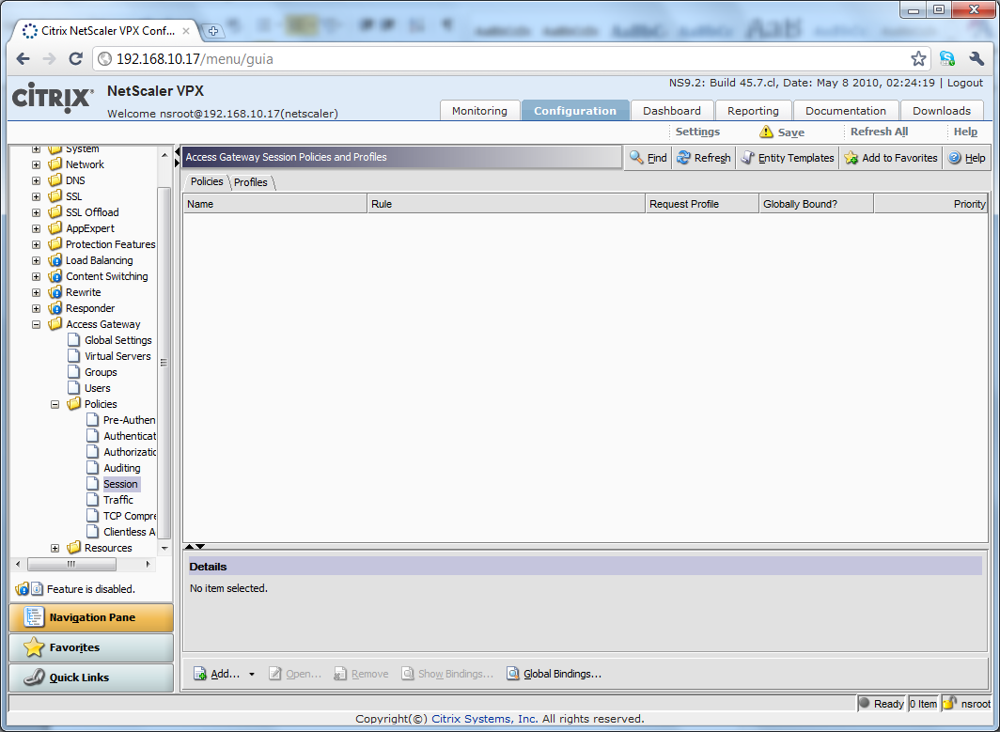 Citrix NetScaler VPX Conf...
192.168.10.17/menu/guia
CITRIX
NetScaler VPX
Welcome nsroot@192.168.10.17(netscaler)
NS9.2: Build 45.7.cl, Date: May 8 2010, 02:24:19 | Logout
Monitoring Configuration Dashboard Reporting Documentation Downloads
Settings Save Refresh All Help
System
Network
DNS
SSL
SSL Offload
AppExpert
Protection Features
Load Balancing
Content Switching
Rewrite
Responder
Access Gateway
Global Settings
Virtual Servers
Groups
Users
Policies
Pre-Authen
Authenticat
Authorizatic
Auditing
Session
Traffic
TCP Compre
Clientless A
Resources
Feature is disabled.
Navigation Pane
Favorites
Quick Links
Access Gateway Session Policies and Profiles
Find Refresh Entity Templates Add to Favorites Help
Policies Profiles
Name Rule Request Profile Globally Bound? Priority
Details
No item selected.
Add... Open... Remove Show Bindings... Global Bindings...
Ready 0 Item nsroot
Copyright(©) Citrix Systems, Inc. All rights reserved.